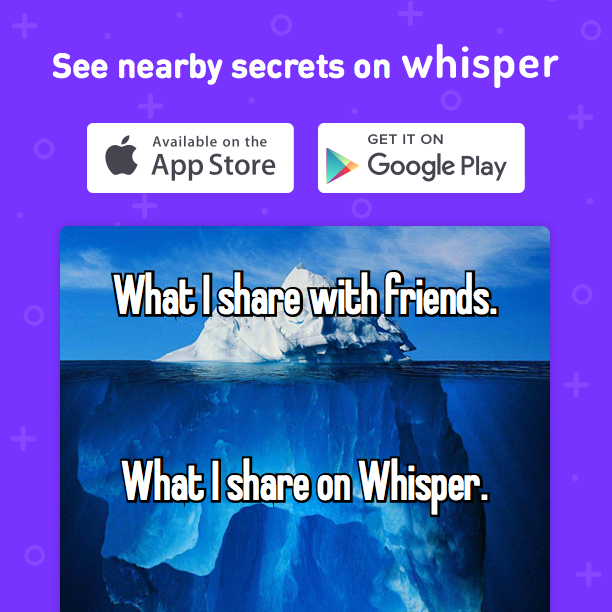 See nearby secrets on whisper
Available on the
App Store
GET IT ON
Google Play
What I share with friends.
What I share on Whisper.